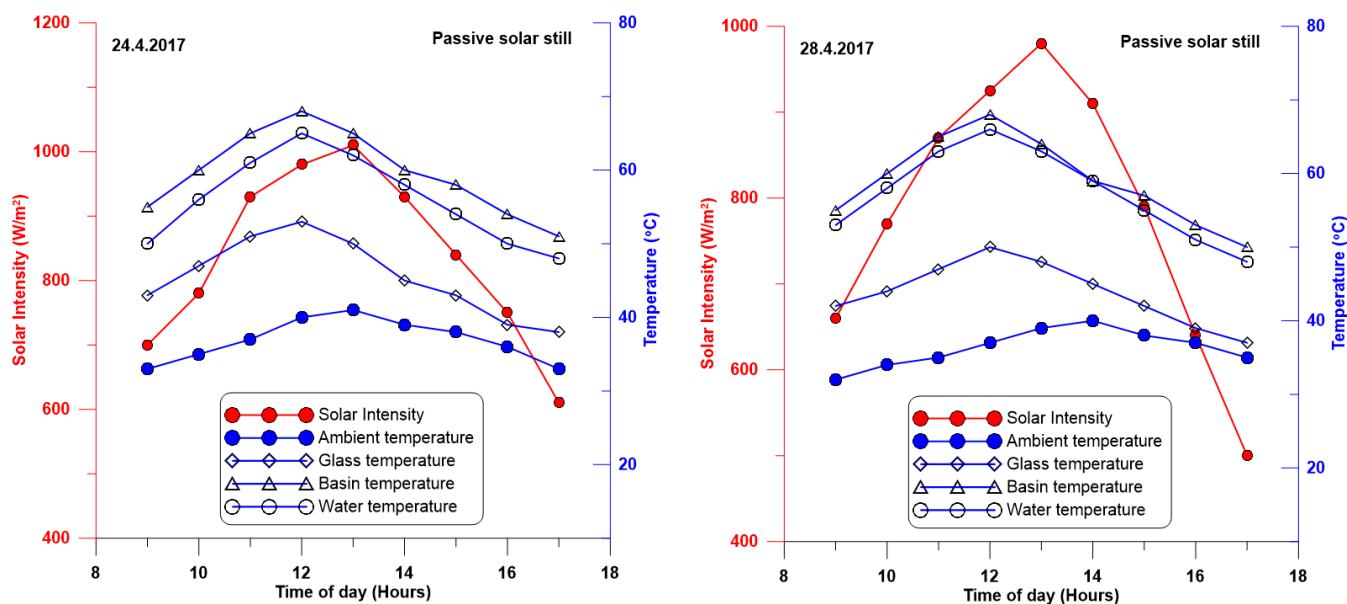 24.4.2017
Passive solar still
Solar Intensity (W/m²)
1200
1000
800
600
400
80
60
40
20
Temperature (°C)
Solar Intensity
Ambient temperature
Glass temperature
Basin temperature
Water temperature
8 10 12 14 16 18
Time of day (Hours)
28.4.2017
Passive solar still
Solar Intensity (W/m²)
1000
800
600
400
80
60
40
20
Temperature (°C)
Solar Intensity
Ambient temperature
Glass temperature
Basin temperature
Water temperature
8 10 12 14 16 18
Time of day (Hours)